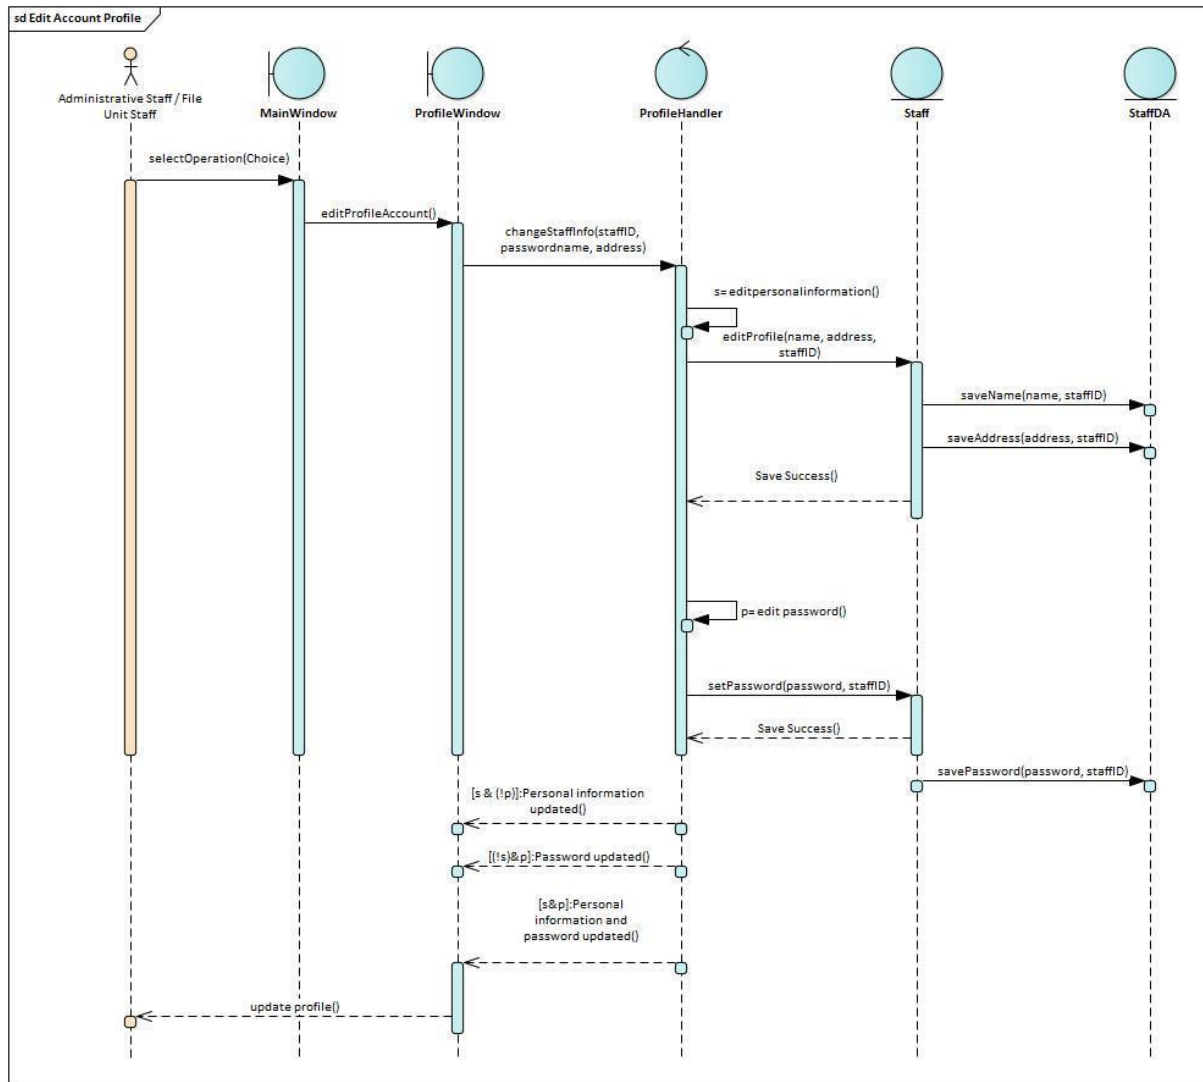 sd Edit Account Profile
Administrative Staff / File
Unit Staff
MainWindow
ProfileWindow
ProfileHandler
Staff
StaffDA
selectOperation(Choice)
editProfileAccount()
changeStaffInfo(staffID,
passwordname, address)
s= editpersonalinformation()
editProfile(name, address,
staffID)
saveName(name, staffID)
saveAddress(address, staffID)
Save Success()
p= edit password()
setPassword(password, staffID)
Save Success()
savePassword(password, staffID)
[s & (!p)]:Personal information
updated()
[(!s)&p]:Password updated()
[s&p]:Personal
information and
password updated()
update profile()